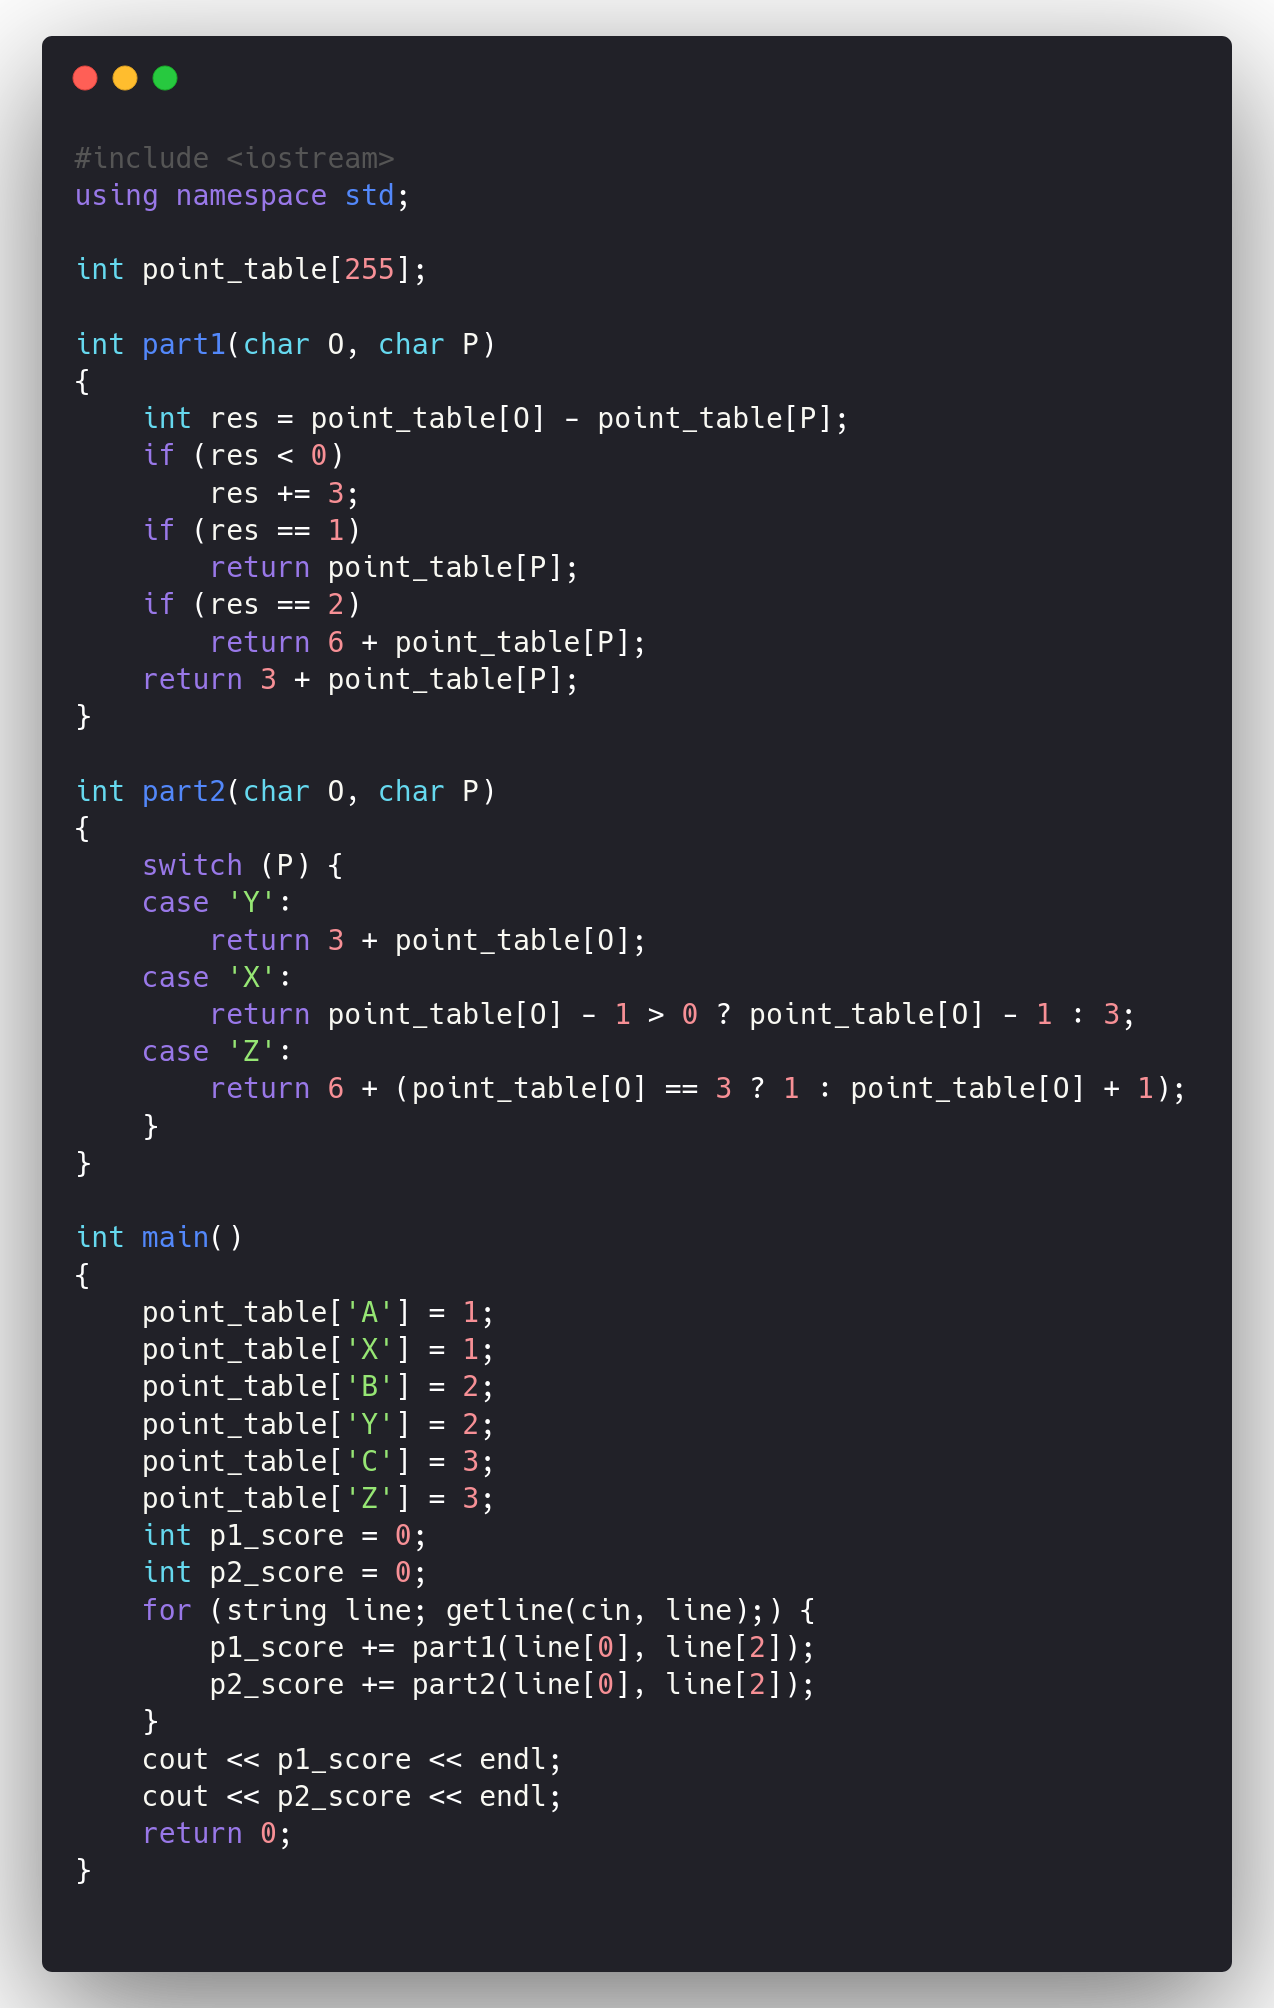 #include <iostream>
using namespace std;

int point_table[255];

int part1(char O, char P)
{
    int res = point_table[O] - point_table[P];
    if (res < 0)
        res += 3;
    if (res == 1)
        return point_table[P];
    if (res == 2)
        return 6 + point_table[P];
    return 3 + point_table[P];
}

int part2(char O, char P)
{
    switch (P) {
    case 'Y':
        return 3 + point_table[O];
    case 'X':
        return point_table[O] - 1 > 0 ? point_table[O] - 1 : 3;
    case 'Z':
        return 6 + (point_table[O] == 3 ? 1 : point_table[O] + 1);
    }
}

int main()
{
    point_table['A'] = 1;
    point_table['X'] = 1;
    point_table['B'] = 2;
    point_table['Y'] = 2;
    point_table['C'] = 3;
    point_table['Z'] = 3;
    int p1_score = 0;
    int p2_score = 0;
    for (string line; getline(cin, line);) {
        p1_score += part1(line[0], line[2]);
        p2_score += part2(line[0], line[2]);
    }
    cout << p1_score << endl;
    cout << p2_score << endl;
    return 0;
}